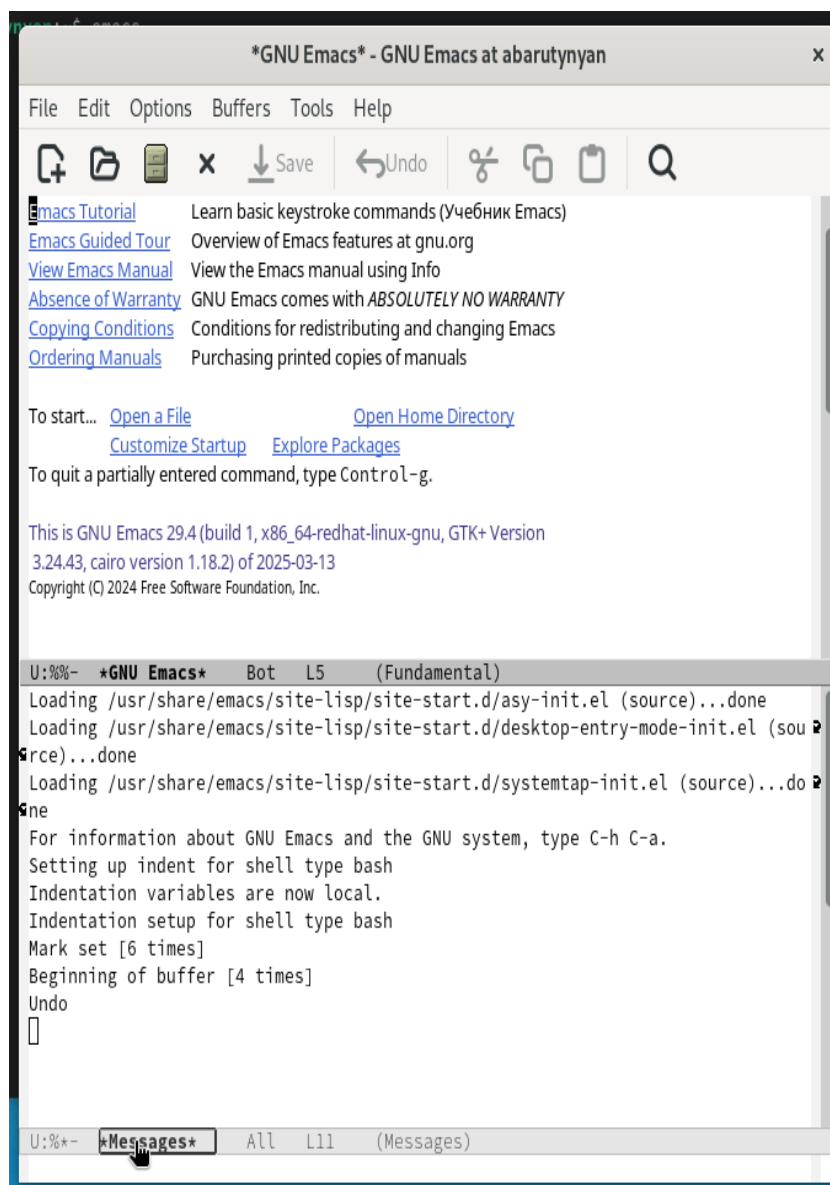 *GNU Emacs* - GNU Emacs at abarutynyan
File Edit Options Buffers Tools Help
Save Undo
Emacs Tutorial Learn basic keystroke commands (Учебник Emacs)
Emacs Guided Tour Overview of Emacs features at gnu.org
View Emacs Manual View the Emacs manual using Info
Absence of Warranty GNU Emacs comes with ABSOLUTELY NO WARRANTY
Copying Conditions Conditions for redistributing and changing Emacs
Ordering Manuals Purchasing printed copies of manuals
To start... Open a File Open Home Directory
Customize Startup Explore Packages
To quit a partially entered command, type Control-g.
This is GNU Emacs 29.4 (build 1, x86_64-redhat-linux-gnu, GTK+ Version
3.24.43, cairo version 1.18.2) of 2025-03-13
Copyright (C) 2024 Free Software Foundation, Inc.
U:%%- *GNU Emacs* Bot L5 (Fundamental)
Loading /usr/share/emacs/site-lisp/site-start.d/asy-init.el (source)...done
Loading /usr/share/emacs/site-lisp/site-start.d/desktop-entry-mode-init.el (sou
rce)...done
Loading /usr/share/emacs/site-lisp/site-start.d/systemtap-init.el (source)...do
ne
For information about GNU Emacs and the GNU system, type C-h C-a.
Setting up indent for shell type bash
Indentation variables are now local.
Indentation setup for shell type bash
Mark set [6 times]
Beginning of buffer [4 times]
Undo
U:%*- *Messages* All L11 (Messages)